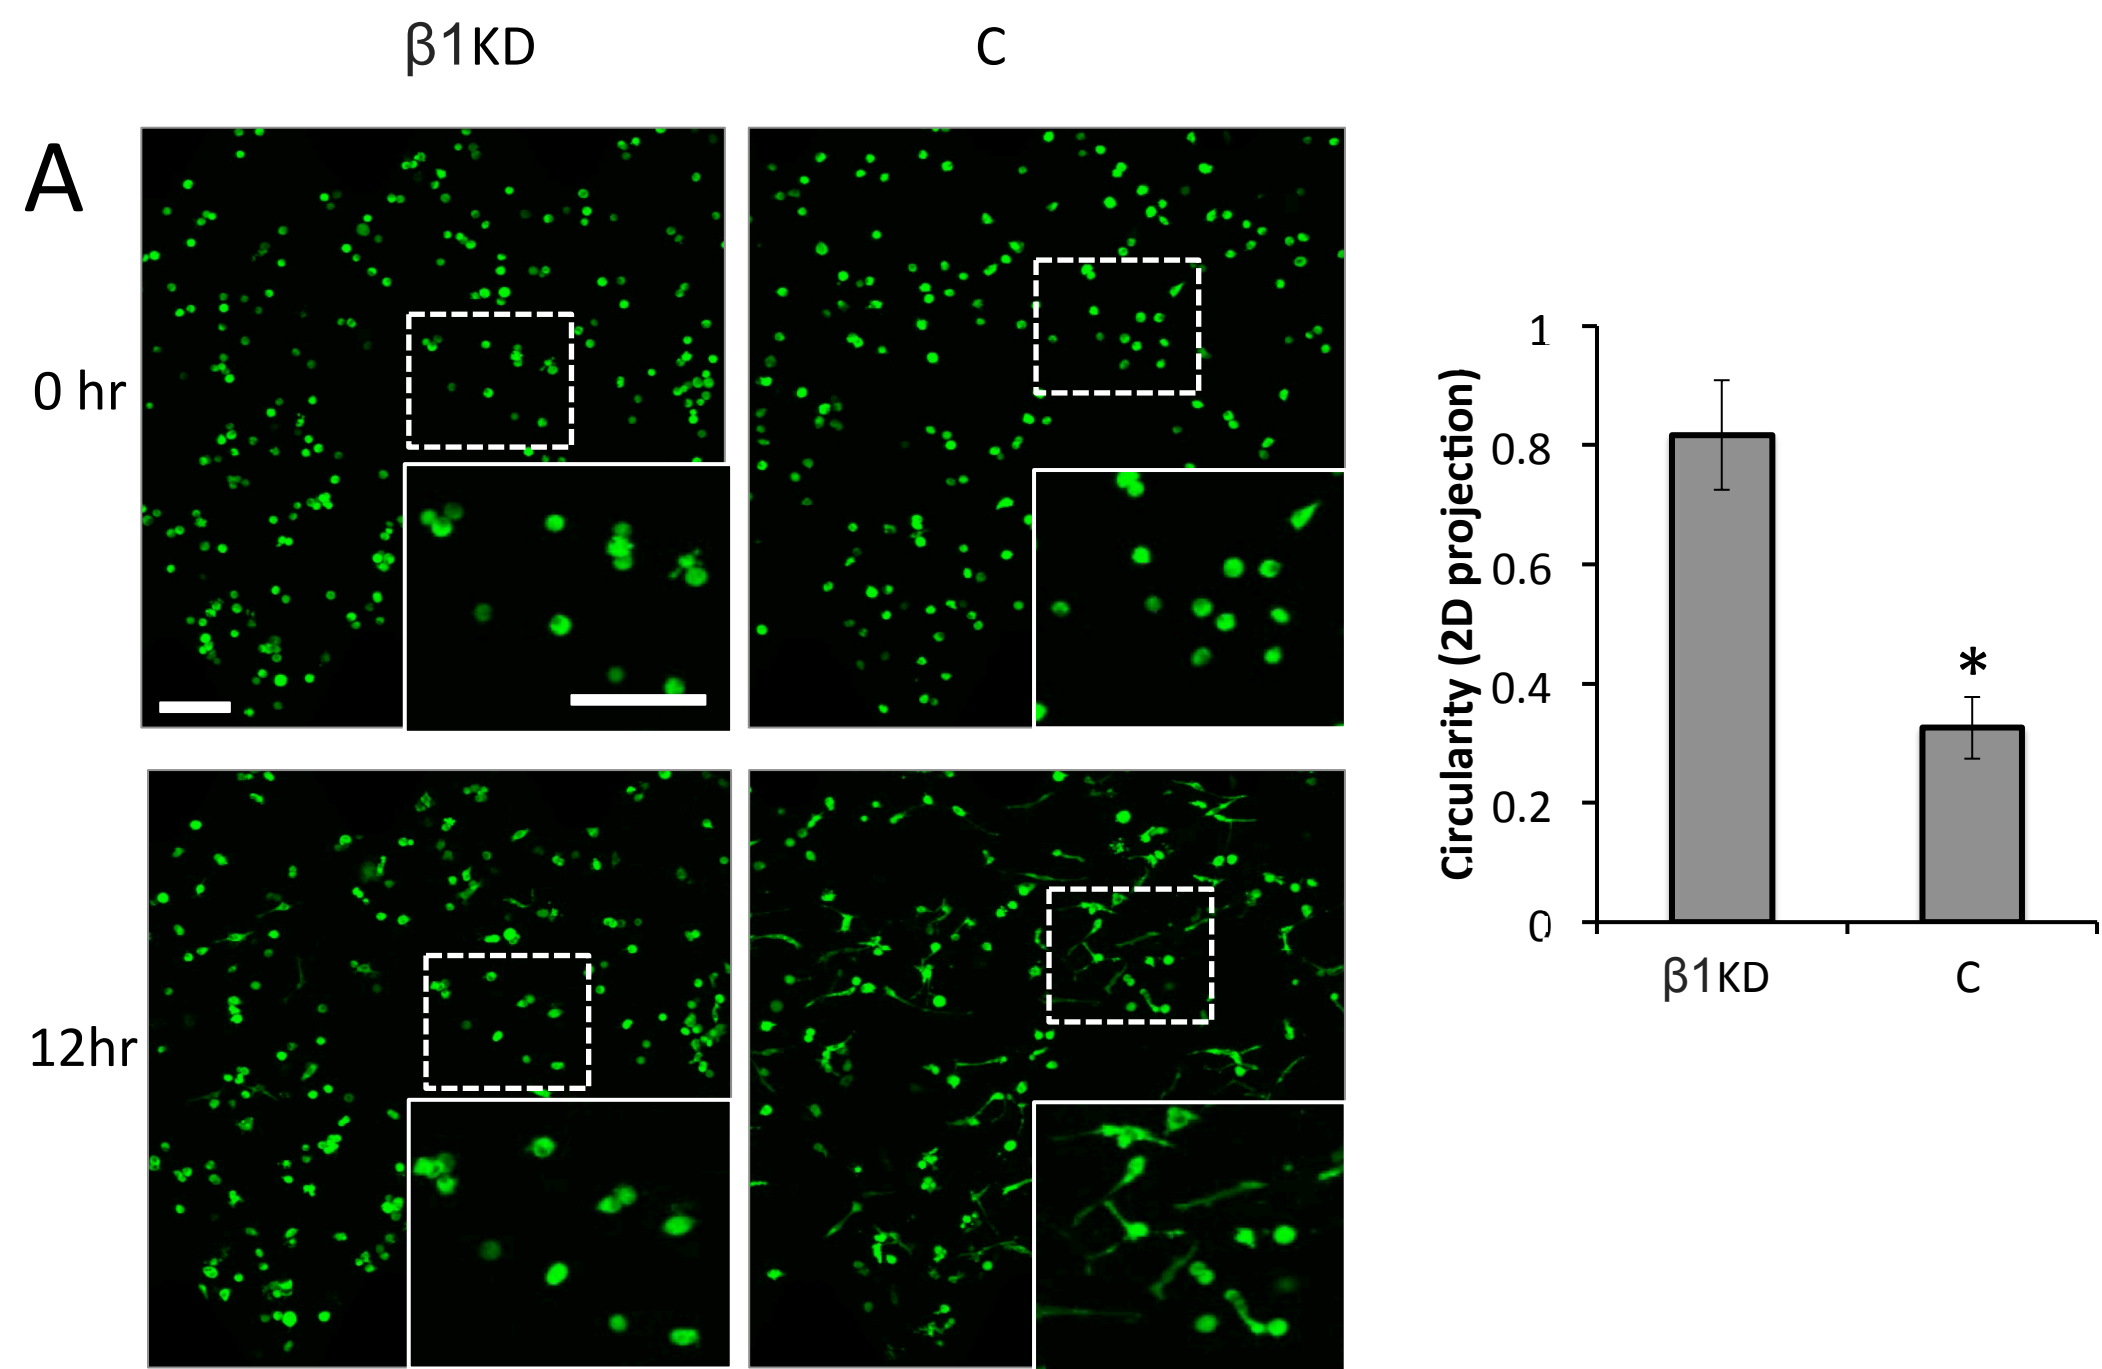 β1KD
C
A
0 hr
12hr
Circularity (2D projection)
1
0.8
0.6
0.4
0.2
0
*
β1KD
C